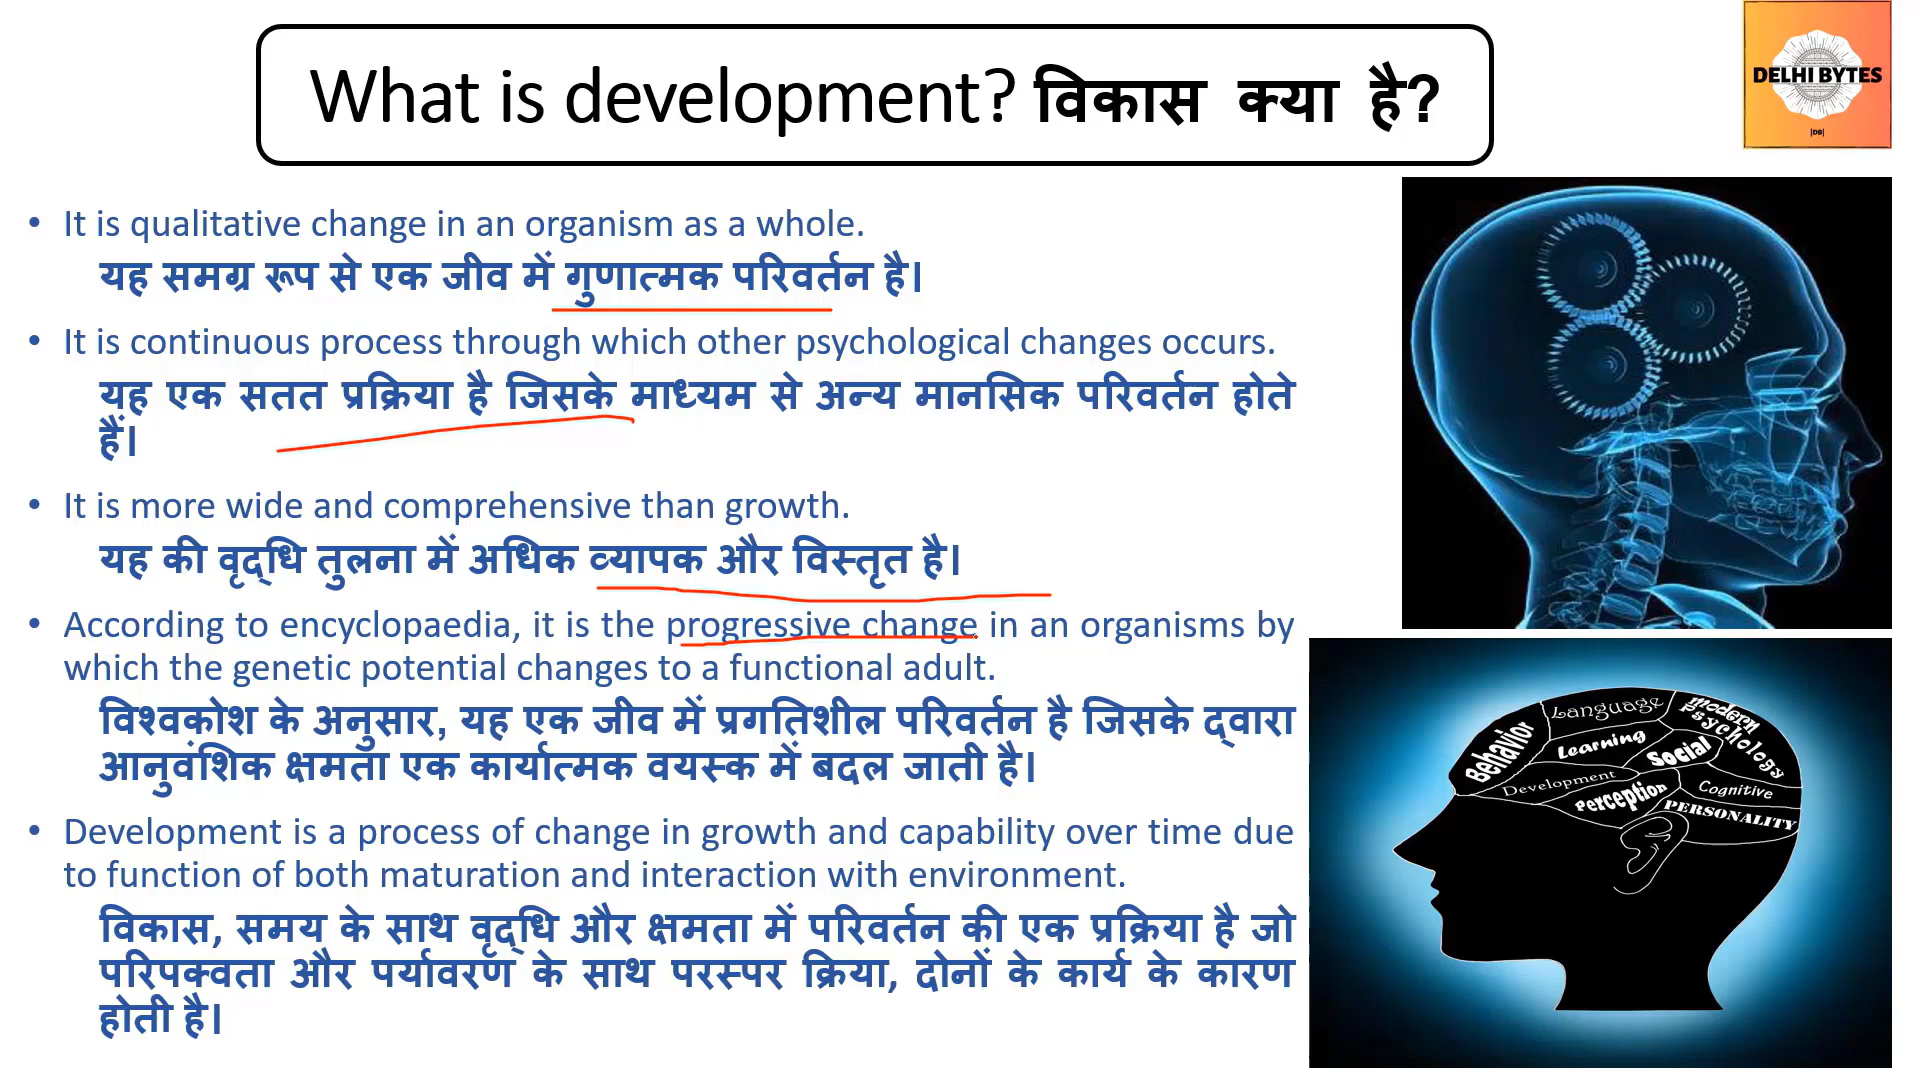 What is development? विकास क्या है?
DELHI BYTES
|DB|
• It is qualitative change in an organism as a whole.
यह समग्र रूप से एक जीव में गुणात्मक परिवर्तन है।
• It is continuous process through which other psychological changes occurs.
यह एक सतत प्रक्रिया है जिसके माध्यम से अन्य मानसिक परिवर्तन होते
हैं।
• It is more wide and comprehensive than growth.
यह की वृद्धि तुलना में अधिक व्यापक और विस्तृत है।
• According to encyclopaedia, it is the progressive change in an organisms by
which the genetic potential changes to a functional adult.
विश्वकोश के अनुसार, यह एक जीव में प्रगतिशील परिवर्तन है जिसके द्वारा
आनुवंशिक क्षमता एक कार्यात्मक वयस्क में बदल जाती है।
• Development is a process of change in growth and capability over time due
to function of both maturation and interaction with environment.
विकास, समय के साथ वृद्धि और क्षमता में परिवर्तन की एक प्रक्रिया है जो
परिपक्वता और पर्यावरण के साथ परस्पर क्रिया, दोनों के कार्य के कारण
होती है।
Behavior
Language
modern
Psychology
Learning
Social
Development
Perception
Cognitive
PERSONALITY